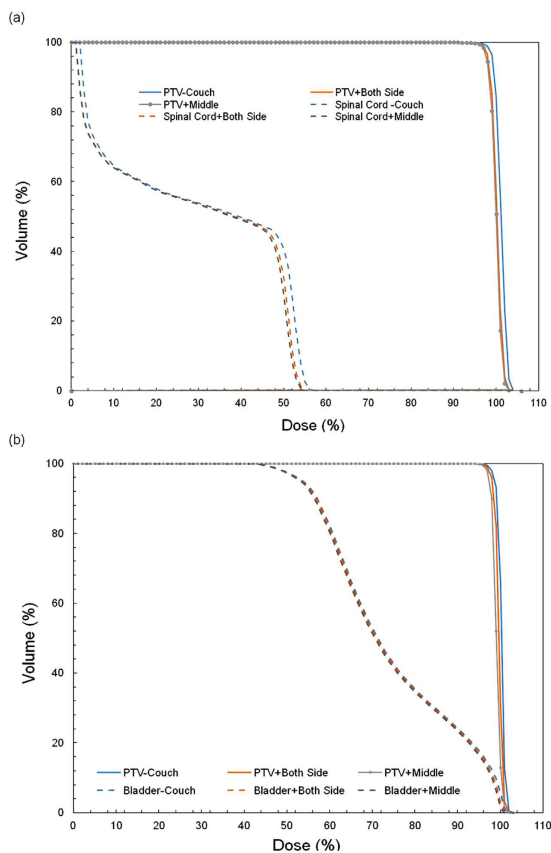 (a)
100
80
60
40
20
0
Volume (%)
PTV-Couch
PTV+Both Side
PTV+Middle
Spinal Cord -Couch
Spinal Cord+Both Side
Spinal Cord+Middle
0 10 20 30 40 50 60 70 80 90 100 110
Dose (%)
(b)
100
80
60
40
20
0
Volume (%)
PTV-Couch PTV+Both Side PTV+Middle
Bladder-Couch Bladder+Both Side Bladder+Middle
0 10 20 30 40 50 60 70 80 90 100 110
Dose (%)